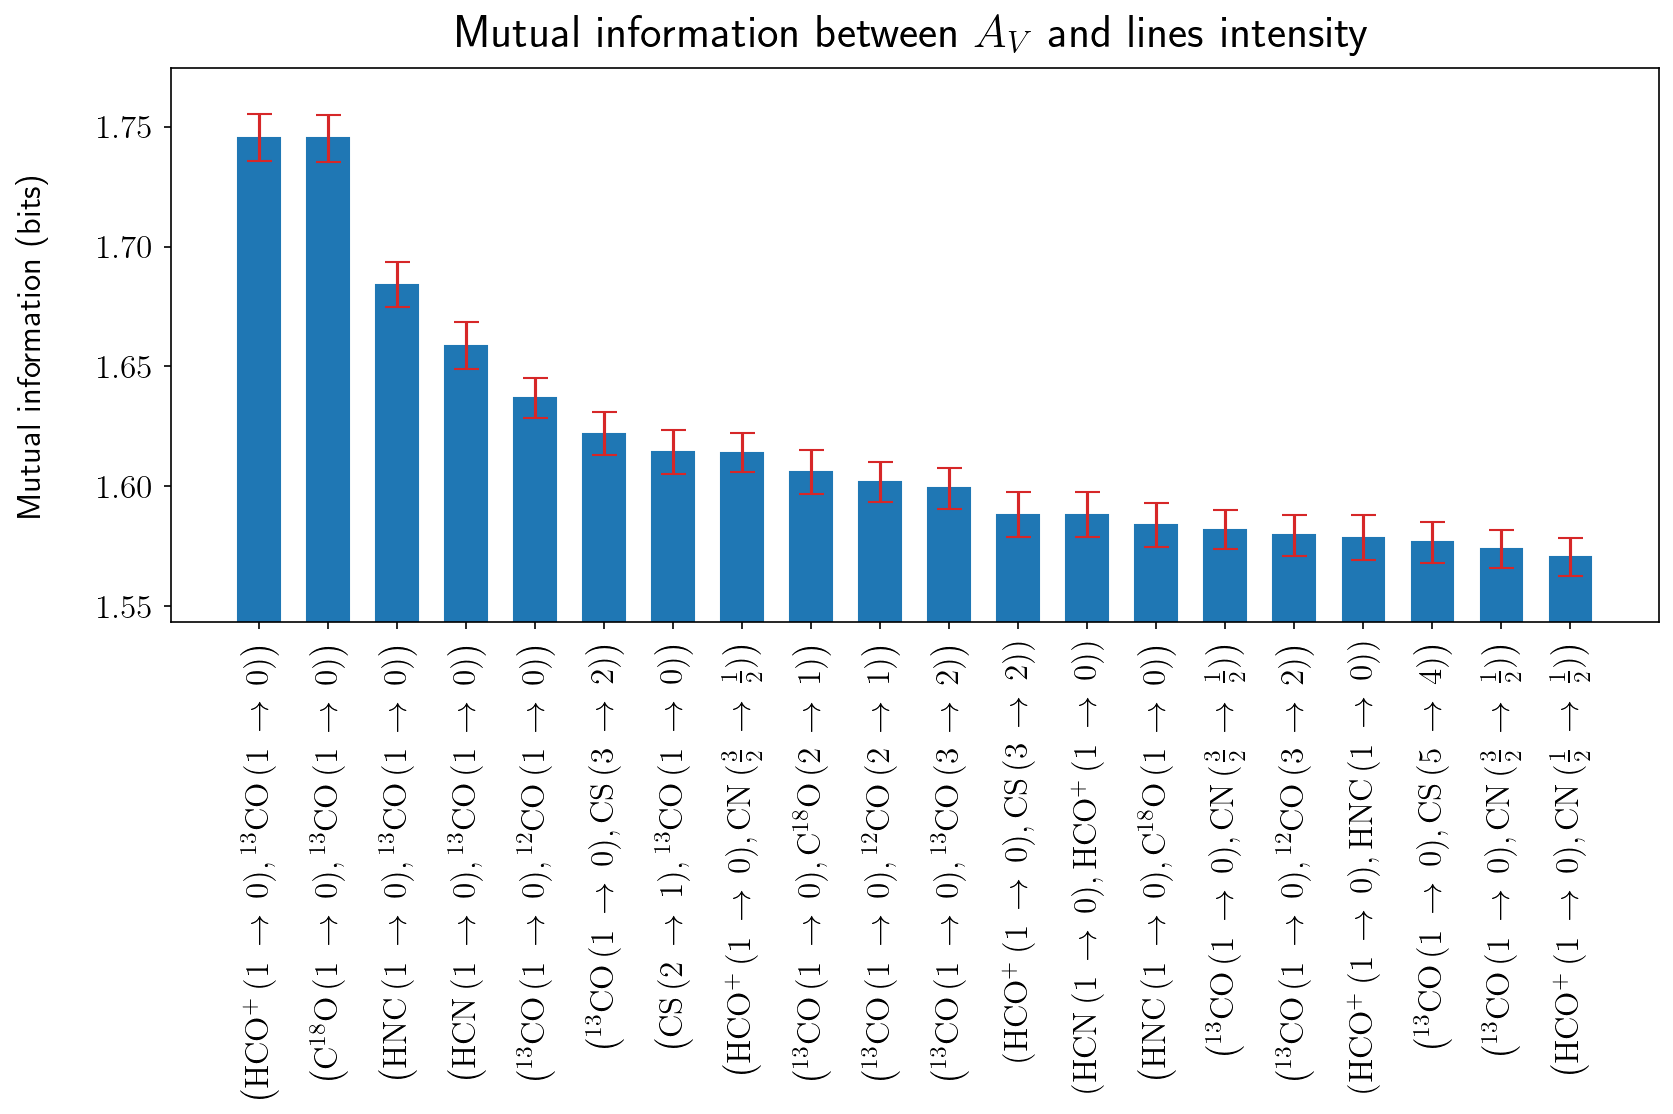 Mutual information between A_V and lines intensity
Mutual information (bits)
1.75
1.70
1.65
1.60
1.55
(HCO⁺ (1 → 0), ¹³CO (1 → 0))
(C¹⁸O (1 → 0), ¹³CO (1 → 0))
(HNC (1 → 0), ¹³CO (1 → 0))
(HCN (1 → 0), ¹³CO (1 → 0))
(¹³CO (1 → 0), ¹²CO (1 → 0))
(¹³CO (1 → 0), CS (3 → 2))
(CS (2 → 1), ¹³CO (1 → 0))
(HCO⁺ (1 → 0), CN (3/2 → 1/2))
(¹³CO (1 → 0), C¹⁸O (2 → 1))
(¹³CO (1 → 0), ¹²CO (2 → 1))
(¹³CO (1 → 0), ¹³CO (3 → 2))
(HCO⁺ (1 → 0), CS (3 → 2))
(HCN (1 → 0), HCO⁺ (1 → 0))
(HNC (1 → 0), C¹⁸O (1 → 0))
(¹³CO (1 → 0), CN (3/2 → 1/2))
(¹³CO (1 → 0), ¹²CO (3 → 2))
(HCO⁺ (1 → 0), HNC (1 → 0))
(¹³CO (1 → 0), CS (5 → 4))
(¹³CO (1 → 0), CN (3/2 → 1/2))
(HCO⁺ (1 → 0), CN (1/2 → 1/2))